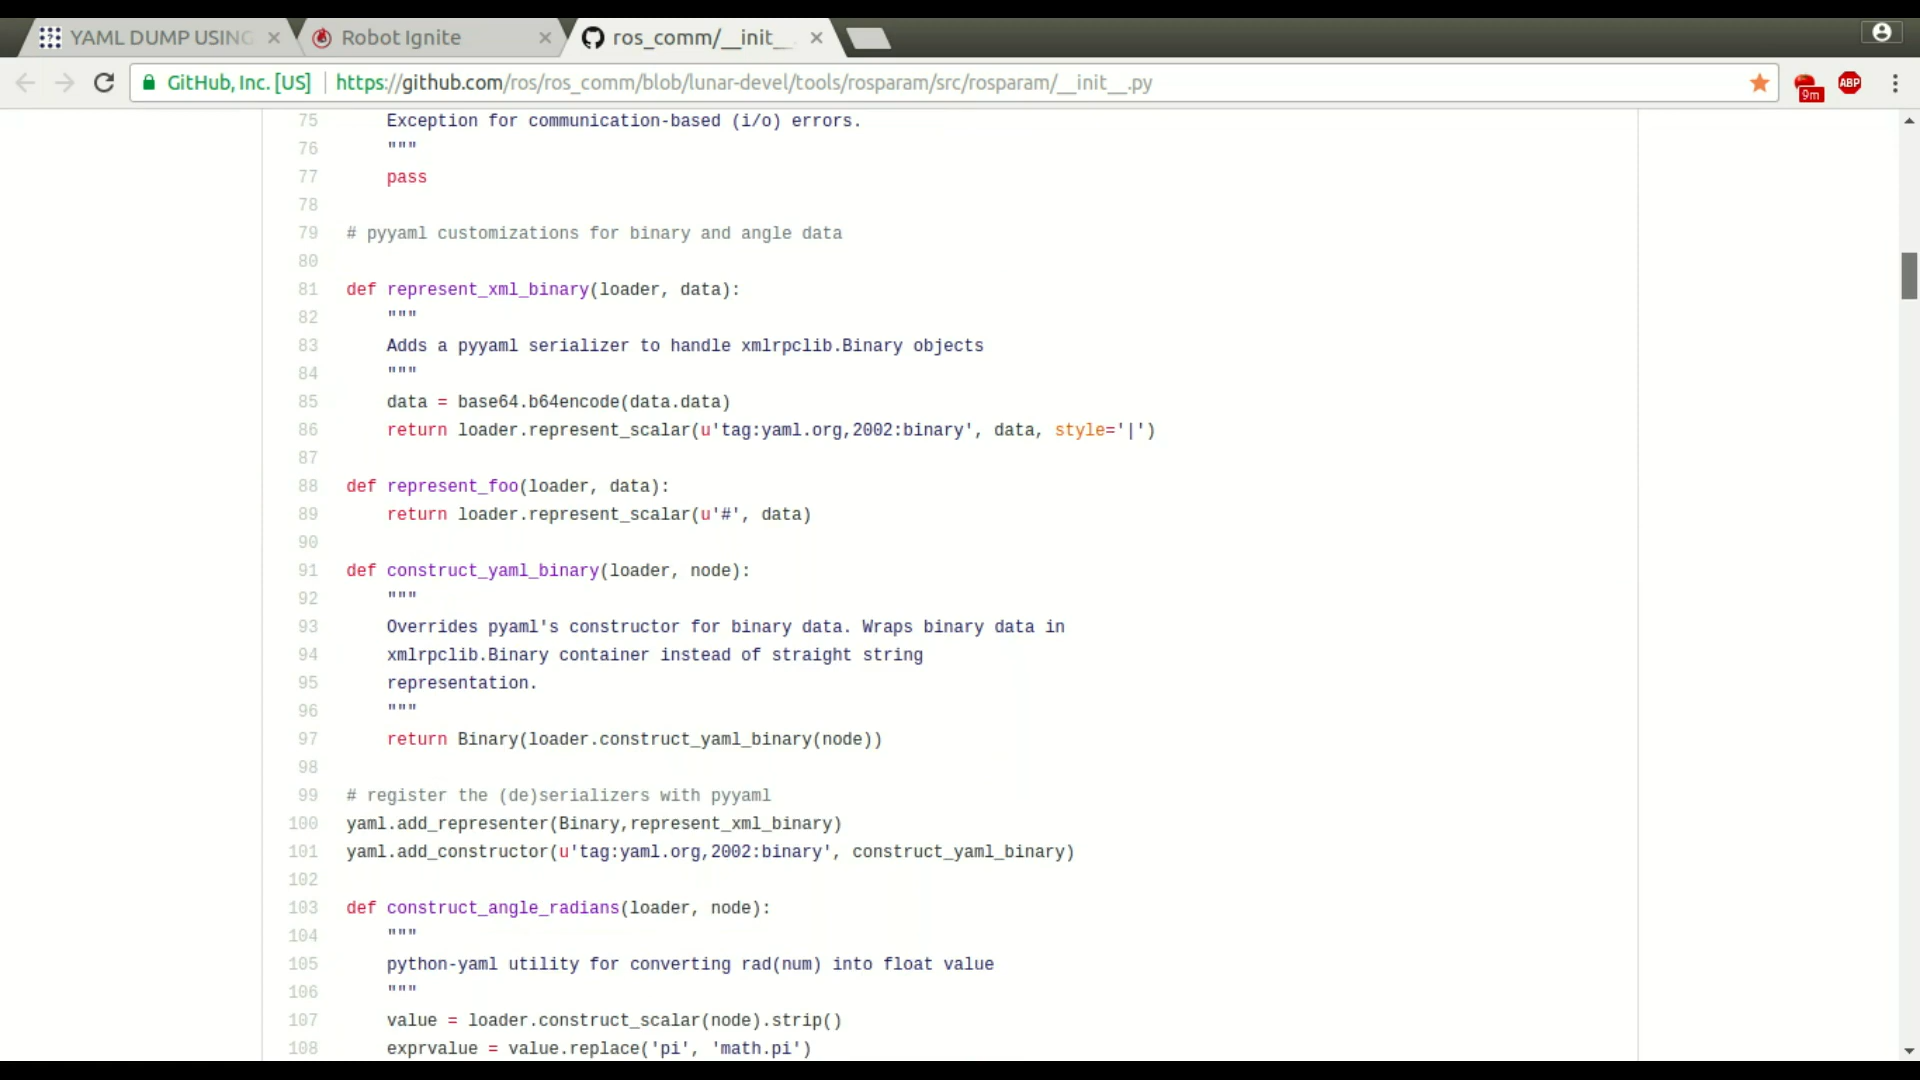 YAML DUMP USING
Robot Ignite
ros_comm/__init__
GitHub, Inc. [US] https://github.com/ros/ros_comm/blob/lunar-devel/tools/rosparam/src/rosparam/__init__.py
9m
ABP
75 Exception for communication-based (i/o) errors.
76 """
77 pass
78
79 # pyyaml customizations for binary and angle data
80
81 def represent_xml_binary(loader, data):
82 """
83 Adds a pyyaml serializer to handle xmlrpclib.Binary objects
84 """
85 data = base64.b64encode(data.data)
86 return loader.represent_scalar(u'tag:yaml.org,2002:binary', data, style='|')
87
88 def represent_foo(loader, data):
89 return loader.represent_scalar(u'#', data)
90
91 def construct_yaml_binary(loader, node):
92 """
93 Overrides pyaml's constructor for binary data. Wraps binary data in
94 xmlrpclib.Binary container instead of straight string
95 representation.
96 """
97 return Binary(loader.construct_yaml_binary(node))
98
99 # register the (de)serializers with pyyaml
100 yaml.add_representer(Binary,represent_xml_binary)
101 yaml.add_constructor(u'tag:yaml.org,2002:binary', construct_yaml_binary)
102
103 def construct_angle_radians(loader, node):
104 """
105 python-yaml utility for converting rad(num) into float value
106 """
107 value = loader.construct_scalar(node).strip()
108 exprvalue = value.replace('pi', 'math.pi')